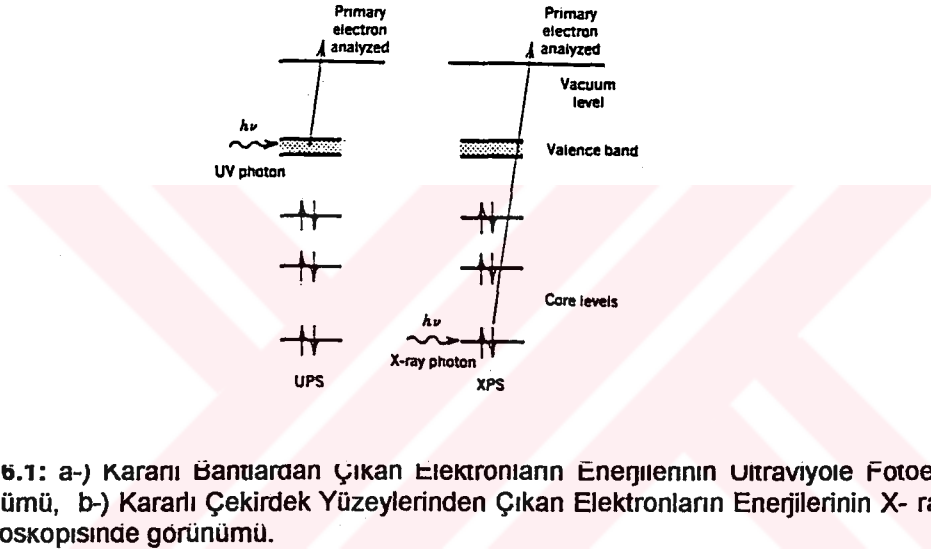 Primary
electron
analyzed
Primary
electron
analyzed
Vacuum
level
hν
UV photon
Valence band
Core levels
hν
X-ray photon
UPS
XPS
6.1: a-) Kararlı Bantlardan Çıkan Elektronların Enerjilerinin Ultraviyole Fotoe
ümü, b-) Kararlı Çekirdek Yüzeylerinden Çıkan Elektronların Enerjilerinin X- ra
oskopisinde görünümü.